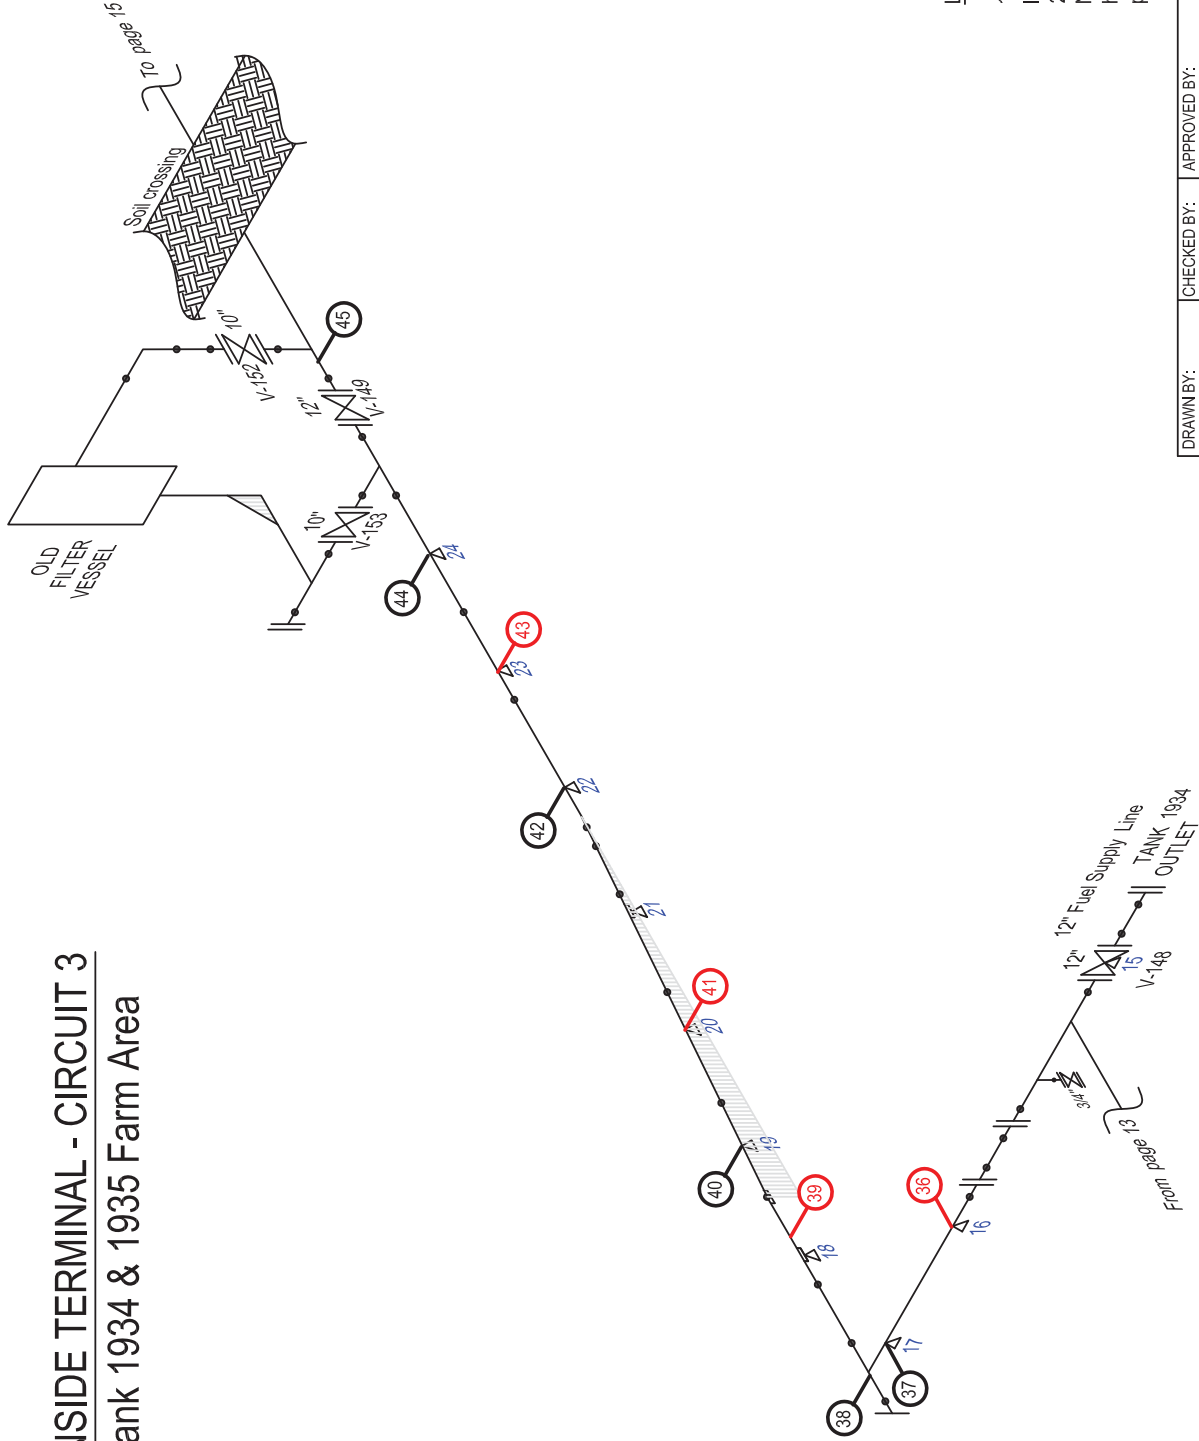 NSIDE TERMINAL - CIRCUIT 3
ank 1934 & 1935 Farm Area
To page 15
Soil crossing
10"
V-152
45
12"
V-149
OLD
FILTER
VESSEL
10"
V-153
44
24
43
23
42
22
21
41
20
40
19
39
18
38
37
17
36
16
From page 13
3/4"
12" Fuel Supply Line
TANK 1934
OUTLET
12"
15
V-148
DRAWN BY:
CHECKED BY:
APPROVED BY: